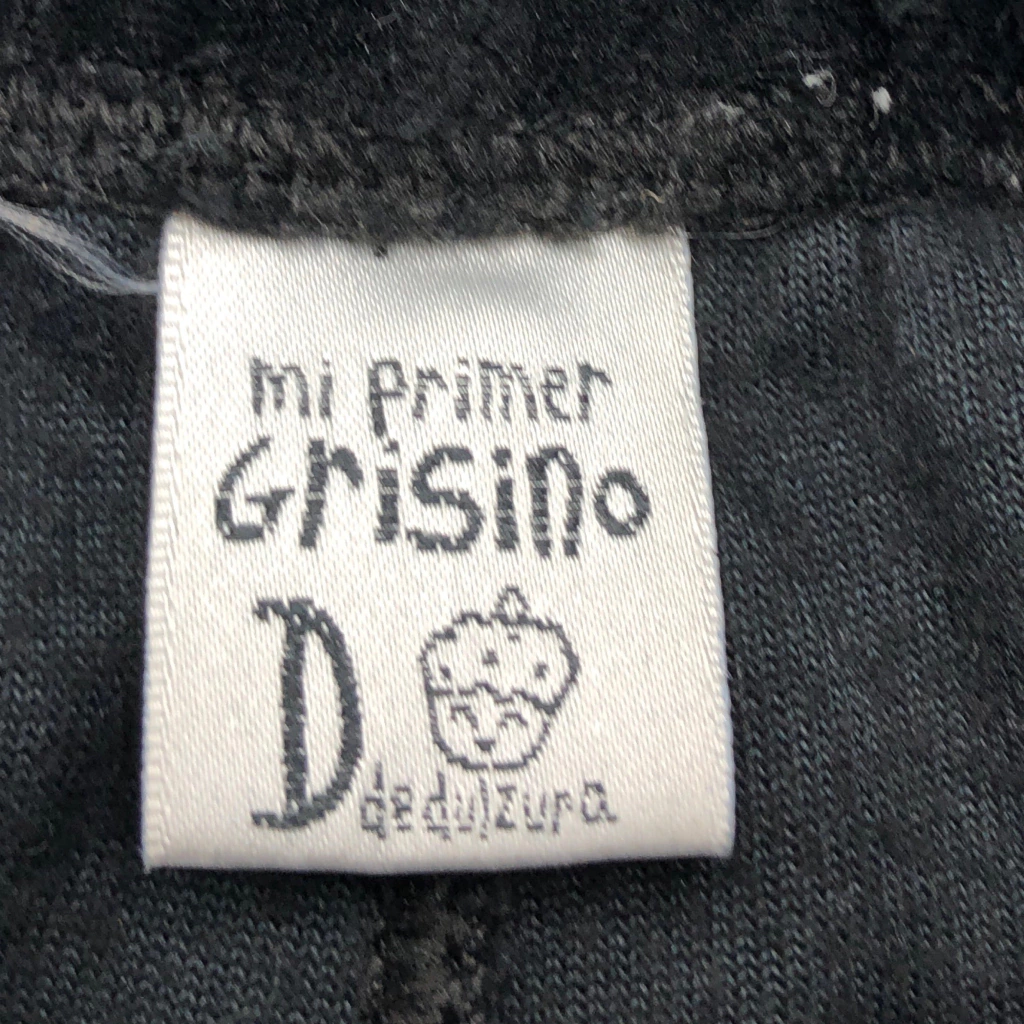 mi primer
Grisino
D de dulzura